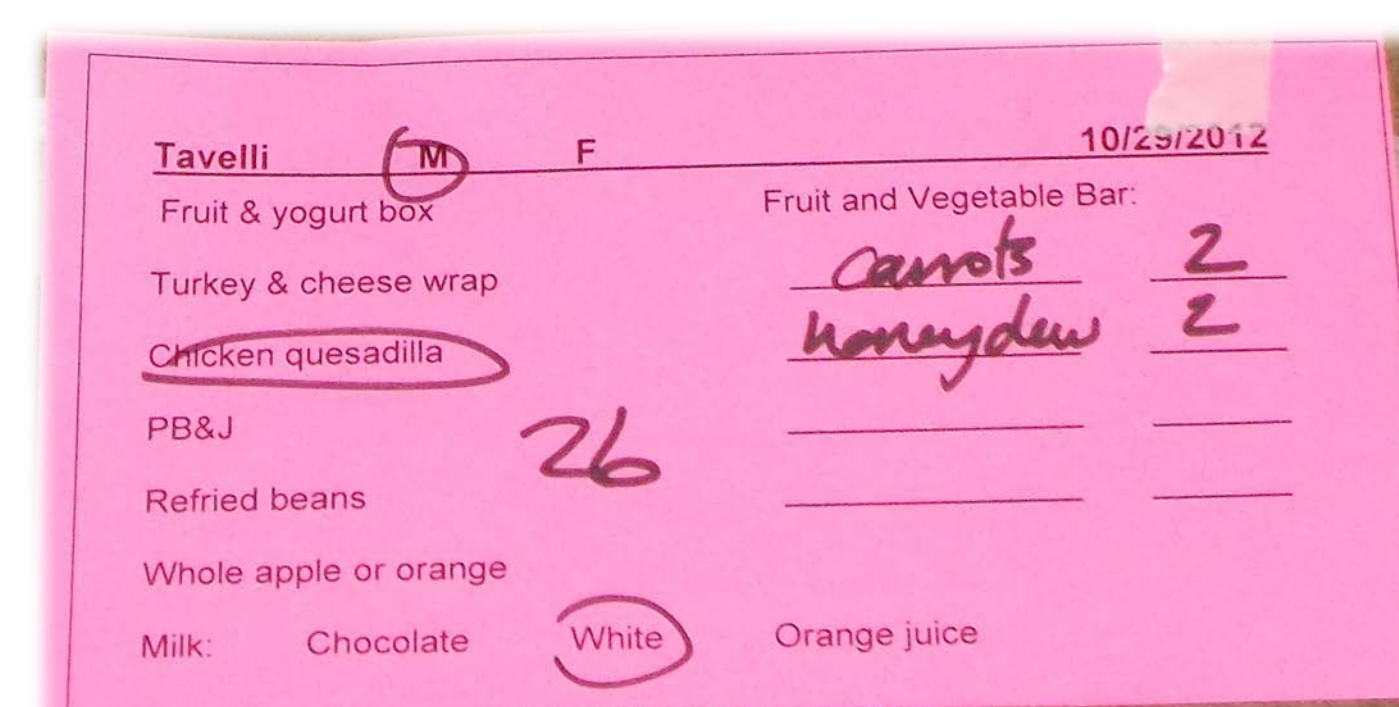 Tavelli M F 10/29/2012
Fruit & yogurt box
Turkey & cheese wrap
Chicken quesadilla
PB&J
Refried beans
Whole apple or orange
26
Fruit and Vegetable Bar:
carrots 2
honeydew 2
Milk: Chocolate White Orange juice